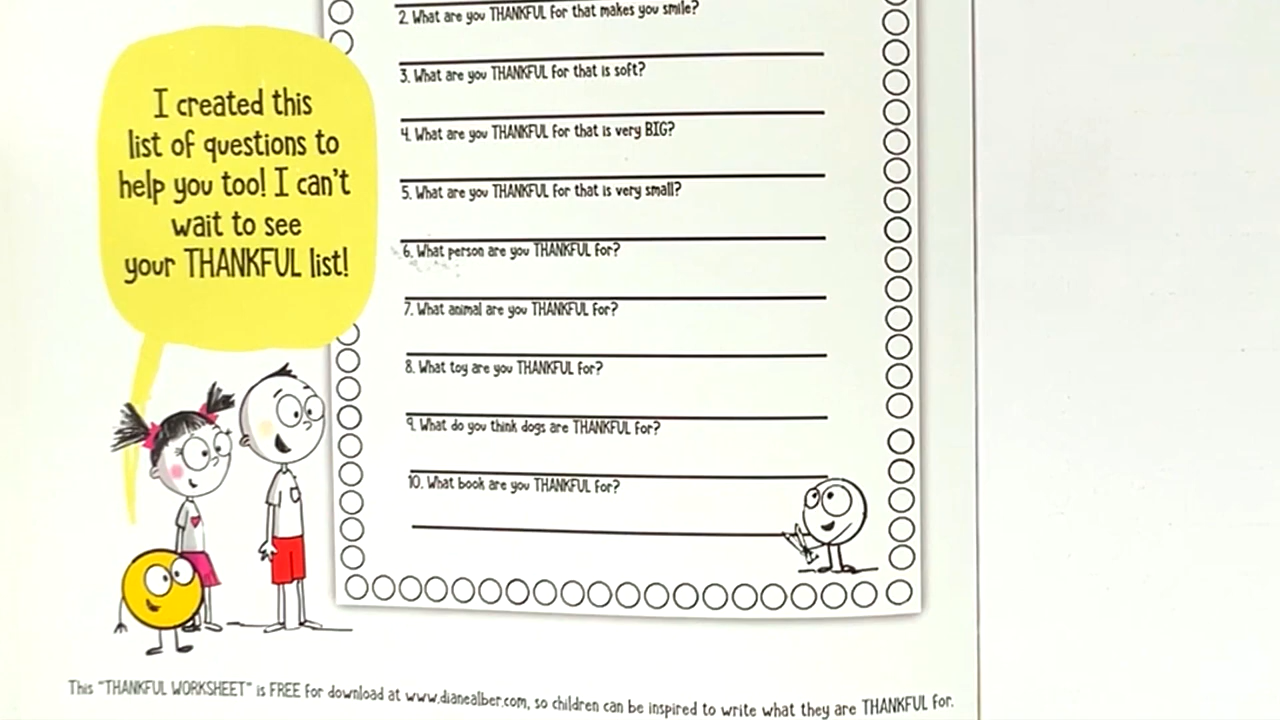 I created this
list of questions to
help you too! I can't
wait to see
your THANKFUL list!
2. What are you THANKFUL for that makes you smile?
3. What are you THANKFUL for that is soft?
4. What are you THANKFUL for that is very BIG?
5. What are you THANKFUL for that is very small?
6. What person are you THANKFUL for?
7. What animal are you THANKFUL for?
8. What toy are you THANKFUL for?
9. What do you think dogs are THANKFUL for?
10. What book are you THANKFUL for?
This "THANKFUL WORKSHEET" is FREE for download at www.dianealber.com, so children can be inspired to write what they are THANKFUL for.